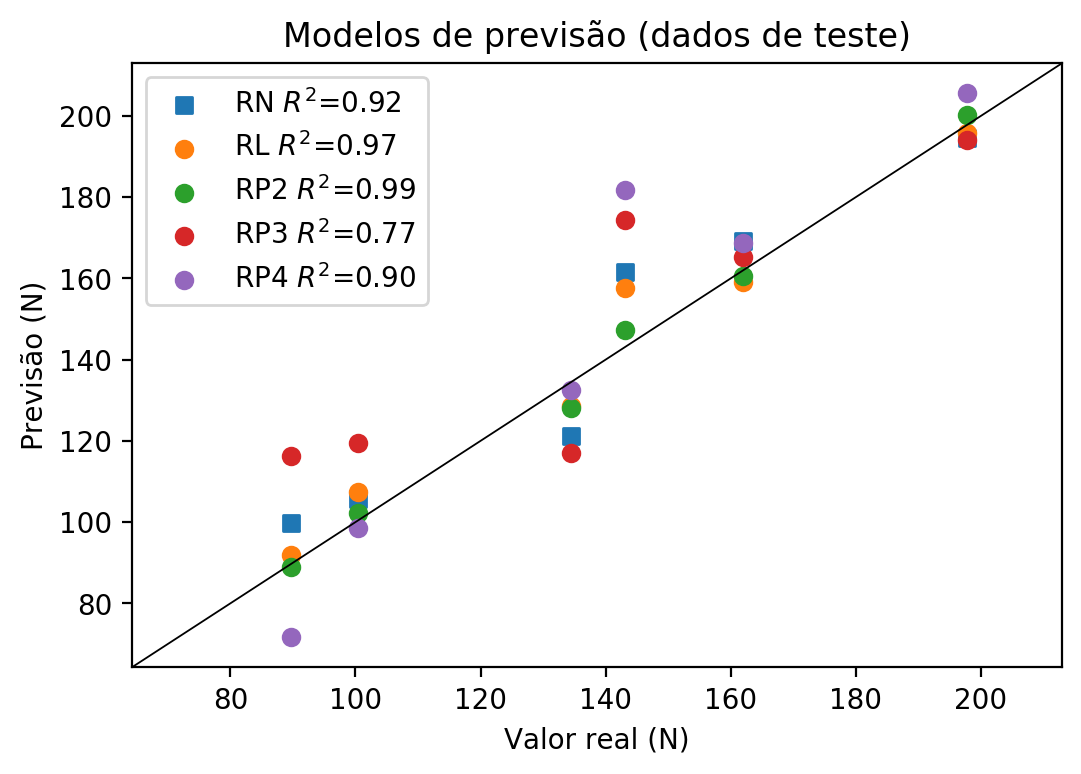 Modelos de previsão (dados de teste)
RN R²=0.92
RL R²=0.97
RP2 R²=0.99
RP3 R²=0.77
RP4 R²=0.90
Previsão (N)
200
180
160
140
120
100
80
80 100 120 140 160 180 200
Valor real (N)